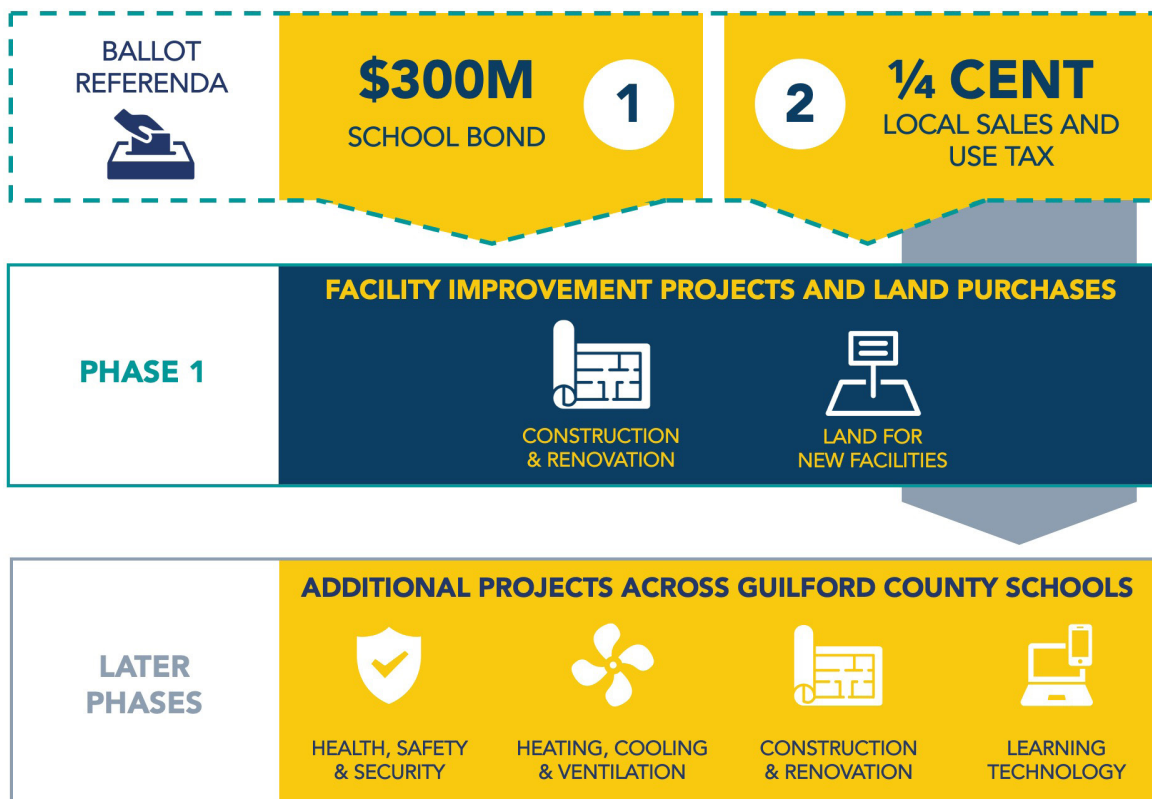 BALLOT
REFERENDA
$300M
SCHOOL BOND
1
2
¼ CENT
LOCAL SALES AND
USE TAX
PHASE 1
FACILITY IMPROVEMENT PROJECTS AND LAND PURCHASES
CONSTRUCTION
& RENOVATION
LAND FOR
NEW FACILITIES
LATER
PHASES
ADDITIONAL PROJECTS ACROSS GUILFORD COUNTY SCHOOLS
HEALTH, SAFETY
& SECURITY
HEATING, COOLING
& VENTILATION
CONSTRUCTION
& RENOVATION
LEARNING
TECHNOLOGY